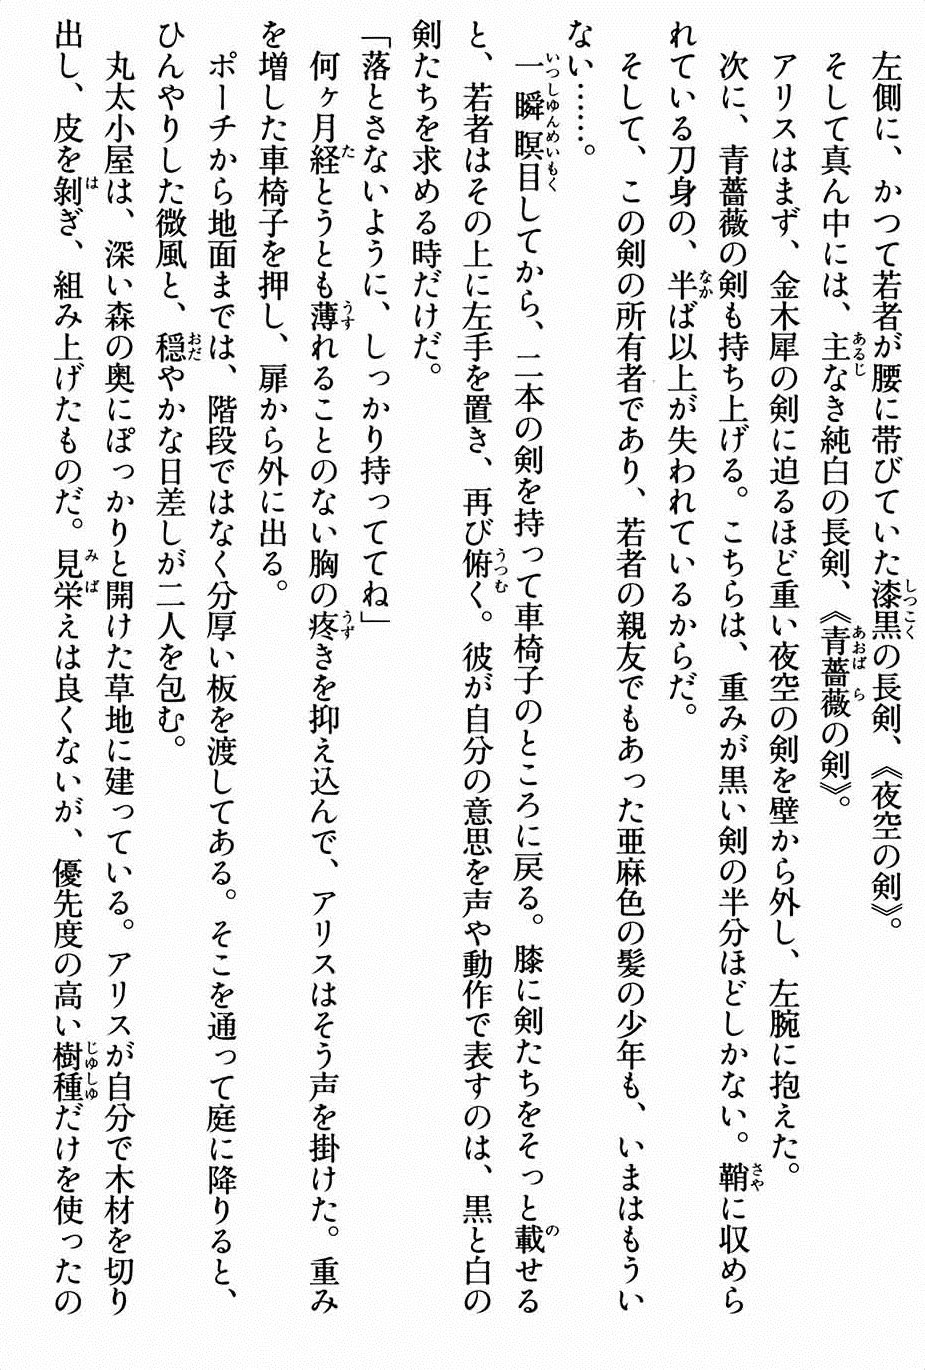 左側に、かつて若者が腰に帯びていた漆黒の長剣、《夜空の剣》。
そして真ん中には、主なき純白の長剣、《青薔薇の剣》。
アリスはまず、金木犀の剣に迫るほど重い夜空の剣を壁から外し、左腕に抱えた。
次に、青薔薇の剣も持ち上げる。こちらは、重みが黒い剣の半分ほどしかない。鞘に収めら
れている刀身の、半ば以上が失われているからだ。
そして、この剣の所有者であり、若者の親友でもあった亜麻色の髪の少年も、いまはもうい
ない……。
一瞬瞑目してから、二本の剣を持って車椅子のところに戻る。膝に剣たちをそっと載せる
と、若者はその上に左手を置き、再び俯く。彼が自分の意思を声や動作で表すのは、黒と白の
剣たちを求める時だけだ。
「落とさないように、しっかり持っててね」
何ヶ月経とうとも薄れることのない胸の疼きを抑え込んで、アリスはそう声を掛けた。重み
を増した車椅子を押し、扉から外に出る。
ポーチから地面までは、階段ではなく分厚い板を渡してある。そこを通って庭に降りると、
ひんやりした微風と、穏やかな日差しが二人を包む。
丸太小屋は、深い森の奥にぽっかりと開けた草地に建っている。アリスが自分で木材を切り
出し、皮を剝ぎ、組み上げたものだ。見栄えは良くないが、優先度の高い樹種だけを使ったの